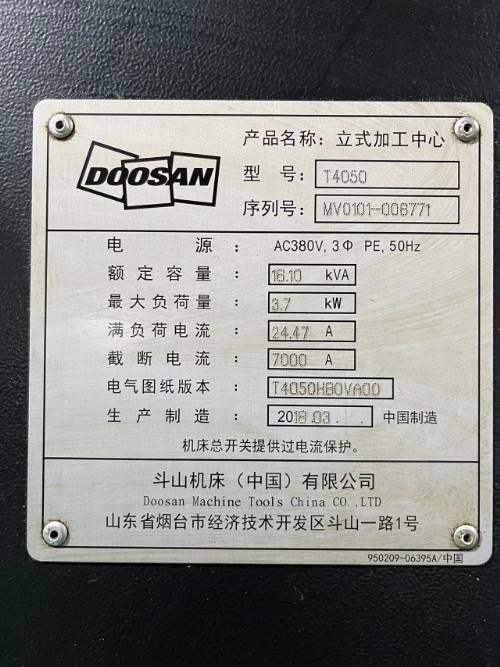 产品名称：立式加工中心
DOOSAN
型 号： T4050
序列号： MV0101-006771
电 源 ： AC380V, 3Φ PE, 50Hz
额定容量 ： 16.10 kVA
最大负荷量 ： 3.7 kW
满负荷电流 ： 24.47 A
截断电流 ： 7000 A
电气图纸版本 ： T4050H80VA00
生产制造 ： 2018.03. . 中国制造
机床总开关提供过电流保护。
斗山机床（中国）有限公司
Doosan Machine Tools China CO.,LTD
山东省烟台市经济技术开发区斗山一路1号
950209-06395A/中国